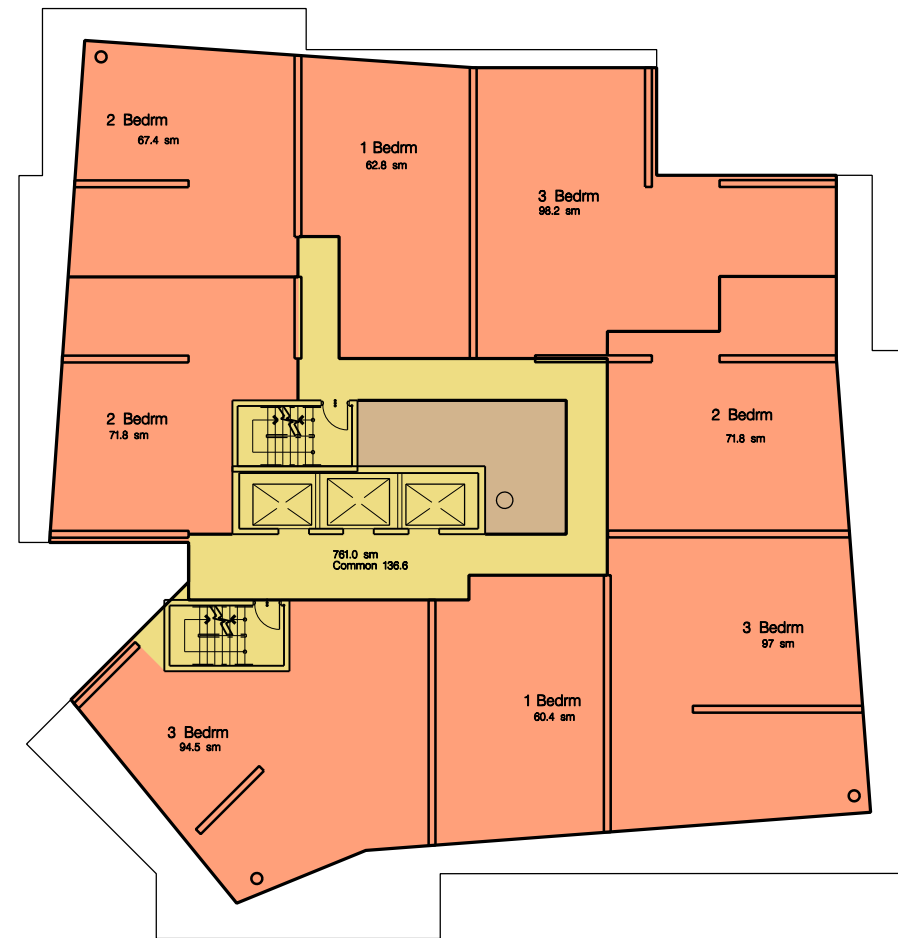 2 Bedrm
67.4 sm
1 Bedrm
62.8 sm
3 Bedrm
98.2 sm
2 Bedrm
71.8 sm
2 Bedrm
71.8 sm
761.0 sm
Common 136.6
3 Bedrm
97 sm
1 Bedrm
60.4 sm
3 Bedrm
94.5 sm